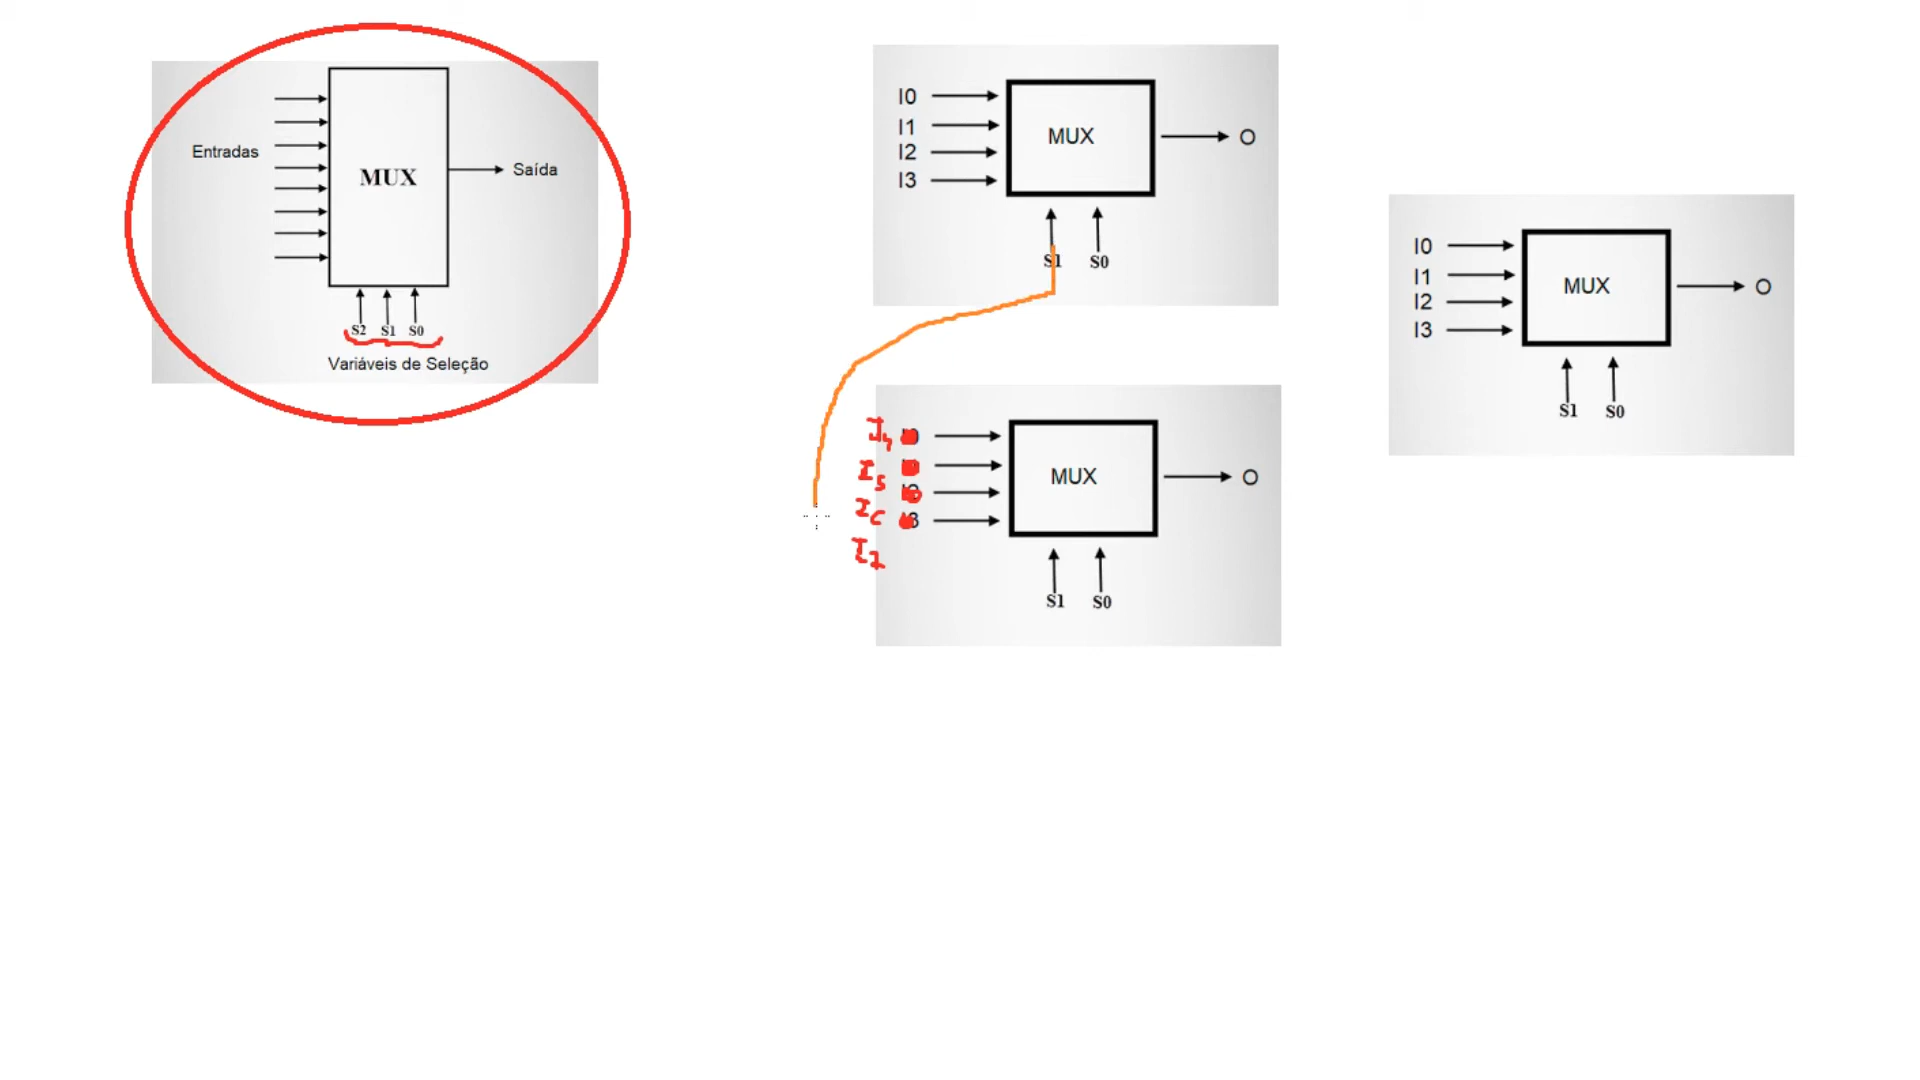 Entradas
MUX
Saída
S2 S1 S0
Variáveis de Seleção
I0
I1
I2
I3
MUX
O
S1 S0
I4
I5
I6
I7
MUX
O
S1 S0
I0
I1
I2
I3
MUX
O
S1 S0